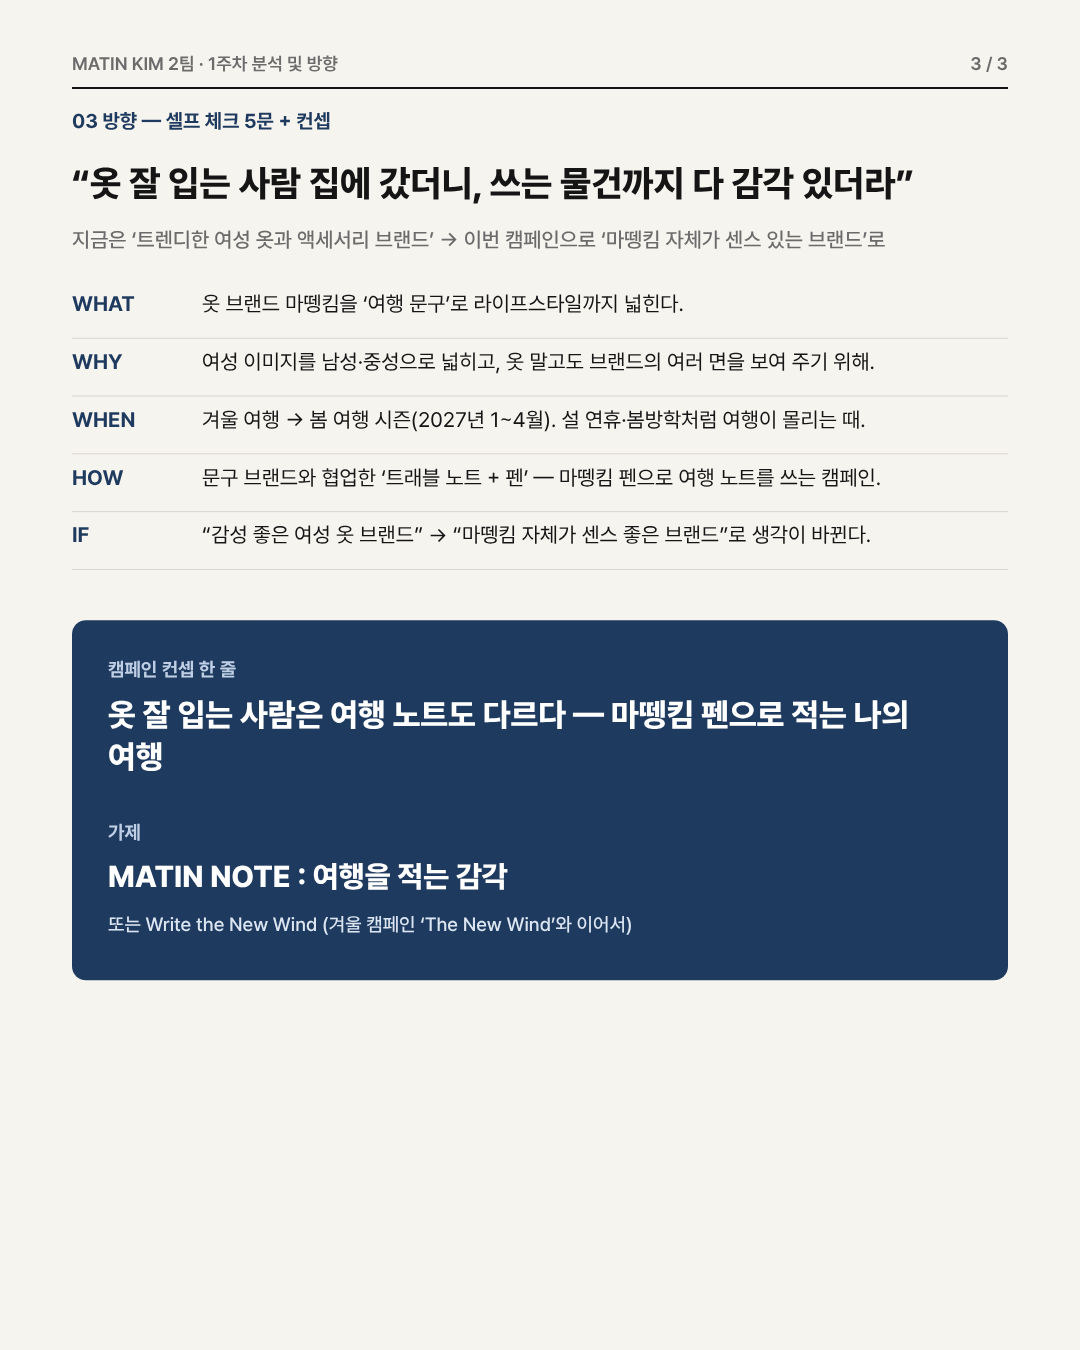 MATIN KIM 2팀 · 1주차 분석 및 방향
3 / 3
03 방향 — 셀프 체크 5문 + 컨셉
“옷 잘 입는 사람 집에 갔더니, 쓰는 물건까지 다 감각 있더라”
지금은 ‘트렌디한 여성 옷과 액세서리 브랜드’ → 이번 캠페인으로 ‘마뗑킴 자체가 센스 있는 브랜드’로
WHAT 옷 브랜드 마뗑킴을 ‘여행 문구’로 라이프스타일까지 넓힌다.
WHY 여성 이미지를 남성·중성으로 넓히고, 옷 말고도 브랜드의 여러 면을 보여 주기 위해.
WHEN 겨울 여행 → 봄 여행 시즌(2027년 1~4월). 설 연휴·봄방학처럼 여행이 몰리는 때.
HOW 문구 브랜드와 협업한 ‘트래블 노트 + 펜’ — 마뗑킴 펜으로 여행 노트를 쓰는 캠페인.
IF “감성 좋은 여성 옷 브랜드” → “마뗑킴 자체가 센스 좋은 브랜드”로 생각이 바뀐다.
캠페인 컨셉 한 줄
옷 잘 입는 사람은 여행 노트도 다르다 — 마뗑킴 펜으로 적는 나의
여행
가제
MATIN NOTE : 여행을 적는 감각
또는 Write the New Wind (겨울 캠페인 ‘The New Wind’와 이어서)